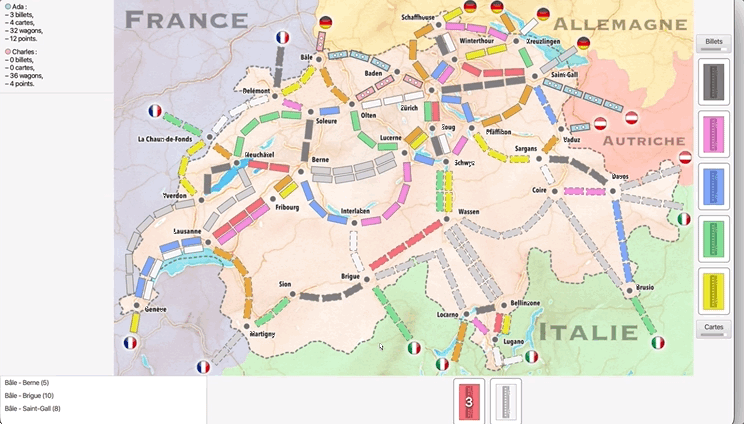 Ada :
– 3 billets,
– 4 cartes,
– 32 wagons,
– 12 points.
Charles :
– 0 billets,
– 0 cartes,
– 36 wagons,
– 4 points.
FRANCE
ALLEMAGNE
AUTRICHE
ITALIE
Schaffhouse
Kreuzlingen
Winterthour
Bâle
Baden
Saint-Gall
Delémont
Zürich
Olten
Soleure
La Chaux-de-Fonds
Lucerne
Zoug
Pfäffikon
Vaduz
Neuchâtel
Berne
Schwyz
Sargans
Davos
Yverdon
Coire
Fribourg
Interlaken
Wassen
Lausanne
Brigue
Sion
Brusio
Genève
Bellinzone
Locarno
Martigny
Lugano
Billets
Cartes
Bâle - Berne (5)
Bâle - Brigue (10)
Bâle - Saint-Gall (8)
3